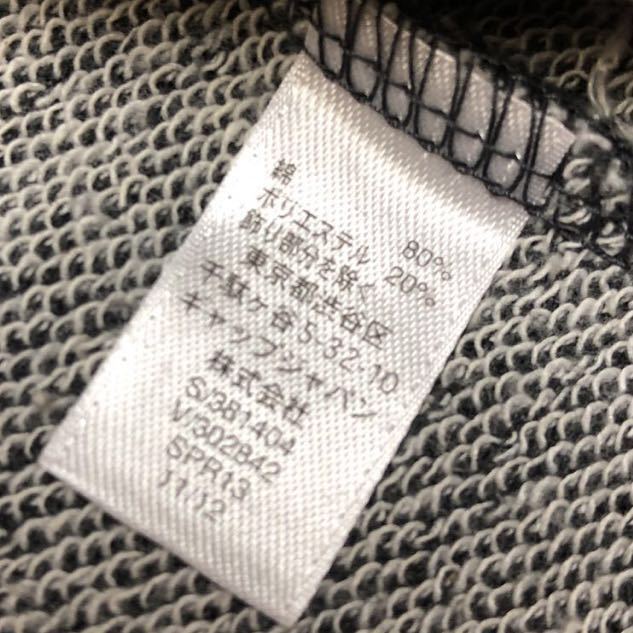 綿 80%
ポリエステル 20%
飾り部分を除く
東京都渋谷区
千駄ヶ谷5-32-10
ギャップジャパン
株式会社
S/381404
V/302842
SPR13
11/12